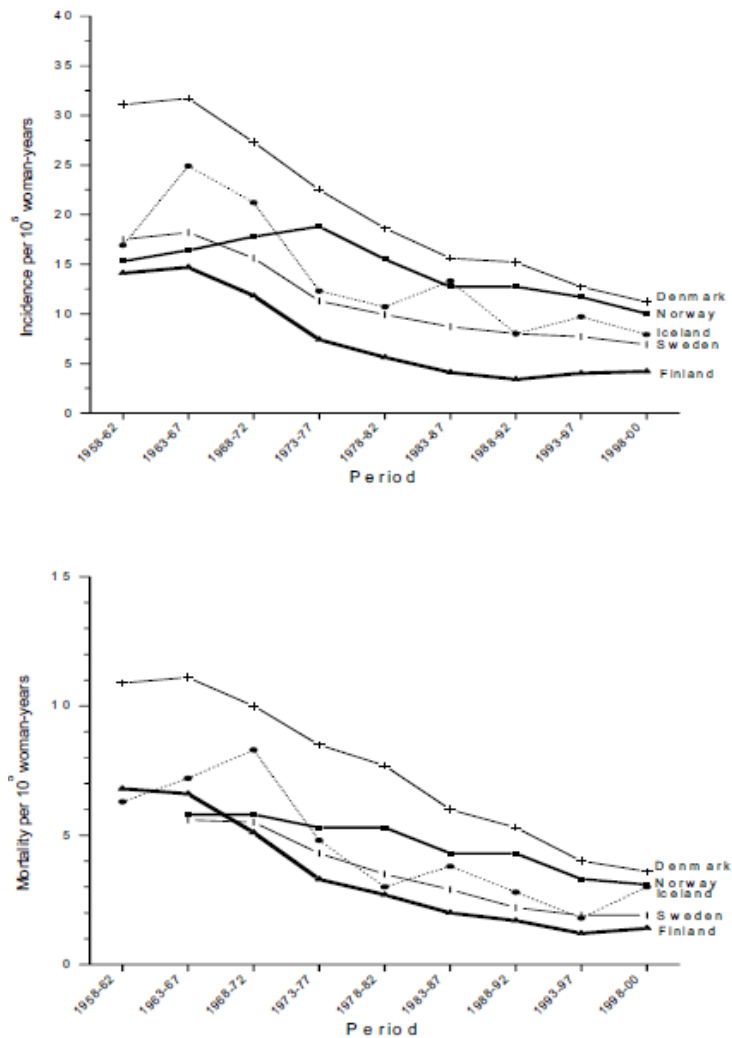 40
35
30
25
20
15
10
5
0
Incidence per 10⁵ woman-years
Denmark
Norway
Iceland
Sweden
Finland
1958-62
1963-67
1968-72
1973-77
1978-82
1983-87
1988-92
1993-97
1998-00
Period
15
10
5
0
Mortality per 10⁵ woman-years
Denmark
Norway
Iceland
Sweden
Finland
1958-62
1963-67
1968-72
1973-77
1978-82
1983-87
1988-92
1993-97
1998-00
Period